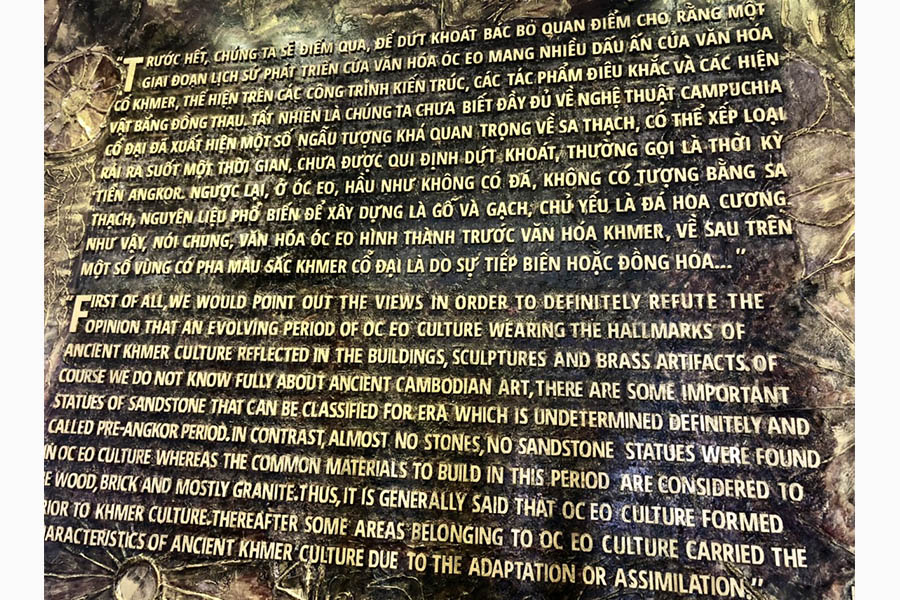 “TRƯỚC HẾT, CHÚNG TA SẼ ĐIỂM QUA, ĐỂ DỨT KHOÁT BÁC BỎ QUAN ĐIỂM CHO RẰNG MỘT
GIAI ĐOẠN LỊCH SỬ PHÁT TRIỂN CỦA VĂN HÓA ÓC EO MANG NHIỀU DẤU ẤN CỦA VĂN HÓA
CỔ KHMER, THỂ HIỆN TRÊN CÁC CÔNG TRÌNH KIẾN TRÚC, CÁC TÁC PHẨM ĐIÊU KHẮC VÀ CÁC HIỆN
VẬT BẰNG ĐỒNG THAU. TẤT NHIÊN LÀ CHÚNG TA CHƯA BIẾT ĐẦY ĐỦ VỀ NGHỆ THUẬT CAMPUCHIA
CỔ ĐẠI ĐÃ XUẤT HIỆN MỘT SỐ NGẪU TƯỢNG KHÁ QUAN TRỌNG VỀ SA THẠCH, CÓ THỂ XẾP LOẠI
RẢI RA SUỐT MỘT THỜI GIAN, CHƯA ĐƯỢC QUI ĐỊNH DỨT KHOÁT, THƯỜNG GỌI LÀ THỜI KỲ
TIỀN ANGKOR. NGƯỢC LẠI, Ở ÓC EO, HẦU NHƯ KHÔNG CÓ ĐÁ, KHÔNG CÓ TƯỢNG BẰNG SA
THẠCH, NGUYÊN LIỆU PHỔ BIẾN ĐỂ XÂY DỰNG LÀ GỖ VÀ GẠCH, CHỦ YẾU LÀ ĐÁ HOA CƯƠNG.
NHƯ VẬY, NÓI CHUNG, VĂN HÓA ÓC EO HÌNH THÀNH TRƯỚC VĂN HÓA KHMER, VỀ SAU TRÊN
MỘT SỐ VÙNG CÓ PHA MÀU SẮC KHMER CỔ ĐẠI LÀ DO SỰ TIẾP BIẾN HOẶC ĐỒNG HÓA...”
“FIRST OF ALL, WE WOULD POINT OUT THE VIEWS IN ORDER TO DEFINITELY REFUTE THE
OPINION THAT AN EVOLVING PERIOD OF OC EO CULTURE WEARING THE HALLMARKS OF
ANCIENT KHMER CULTURE REFLECTED IN THE BUILDINGS, SCULPTURES AND BRASS ARTIFACTS. OF
COURSE WE DO NOT KNOW FULLY ABOUT ANCIENT CAMBODIAN ART, THERE ARE SOME IMPORTANT
STATUES OF SANDSTONE THAT CAN BE CLASSIFIED FOR ERA WHICH IS UNDETERMINED DEFINITELY AND
CALLED PRE-ANGKOR PERIOD. IN CONTRAST, ALMOST NO STONES, NO SANDSTONE STATUES WERE FOUND
IN OC EO CULTURE WHEREAS THE COMMON MATERIALS TO BUILD IN THIS PERIOD ARE CONSIDERED TO
E WOOD, BRICK AND MOSTLY GRANITE. THUS, IT IS GENERALLY SAID THAT OC EO CULTURE FORMED
RIOR TO KHMER CULTURE. THEREAFTER SOME AREAS BELONGING TO OC EO CULTURE CARRIED THE
HARACTERISTICS OF ANCIENT KHMER CULTURE DUE TO THE ADAPTATION OR ASSIMILATION.”